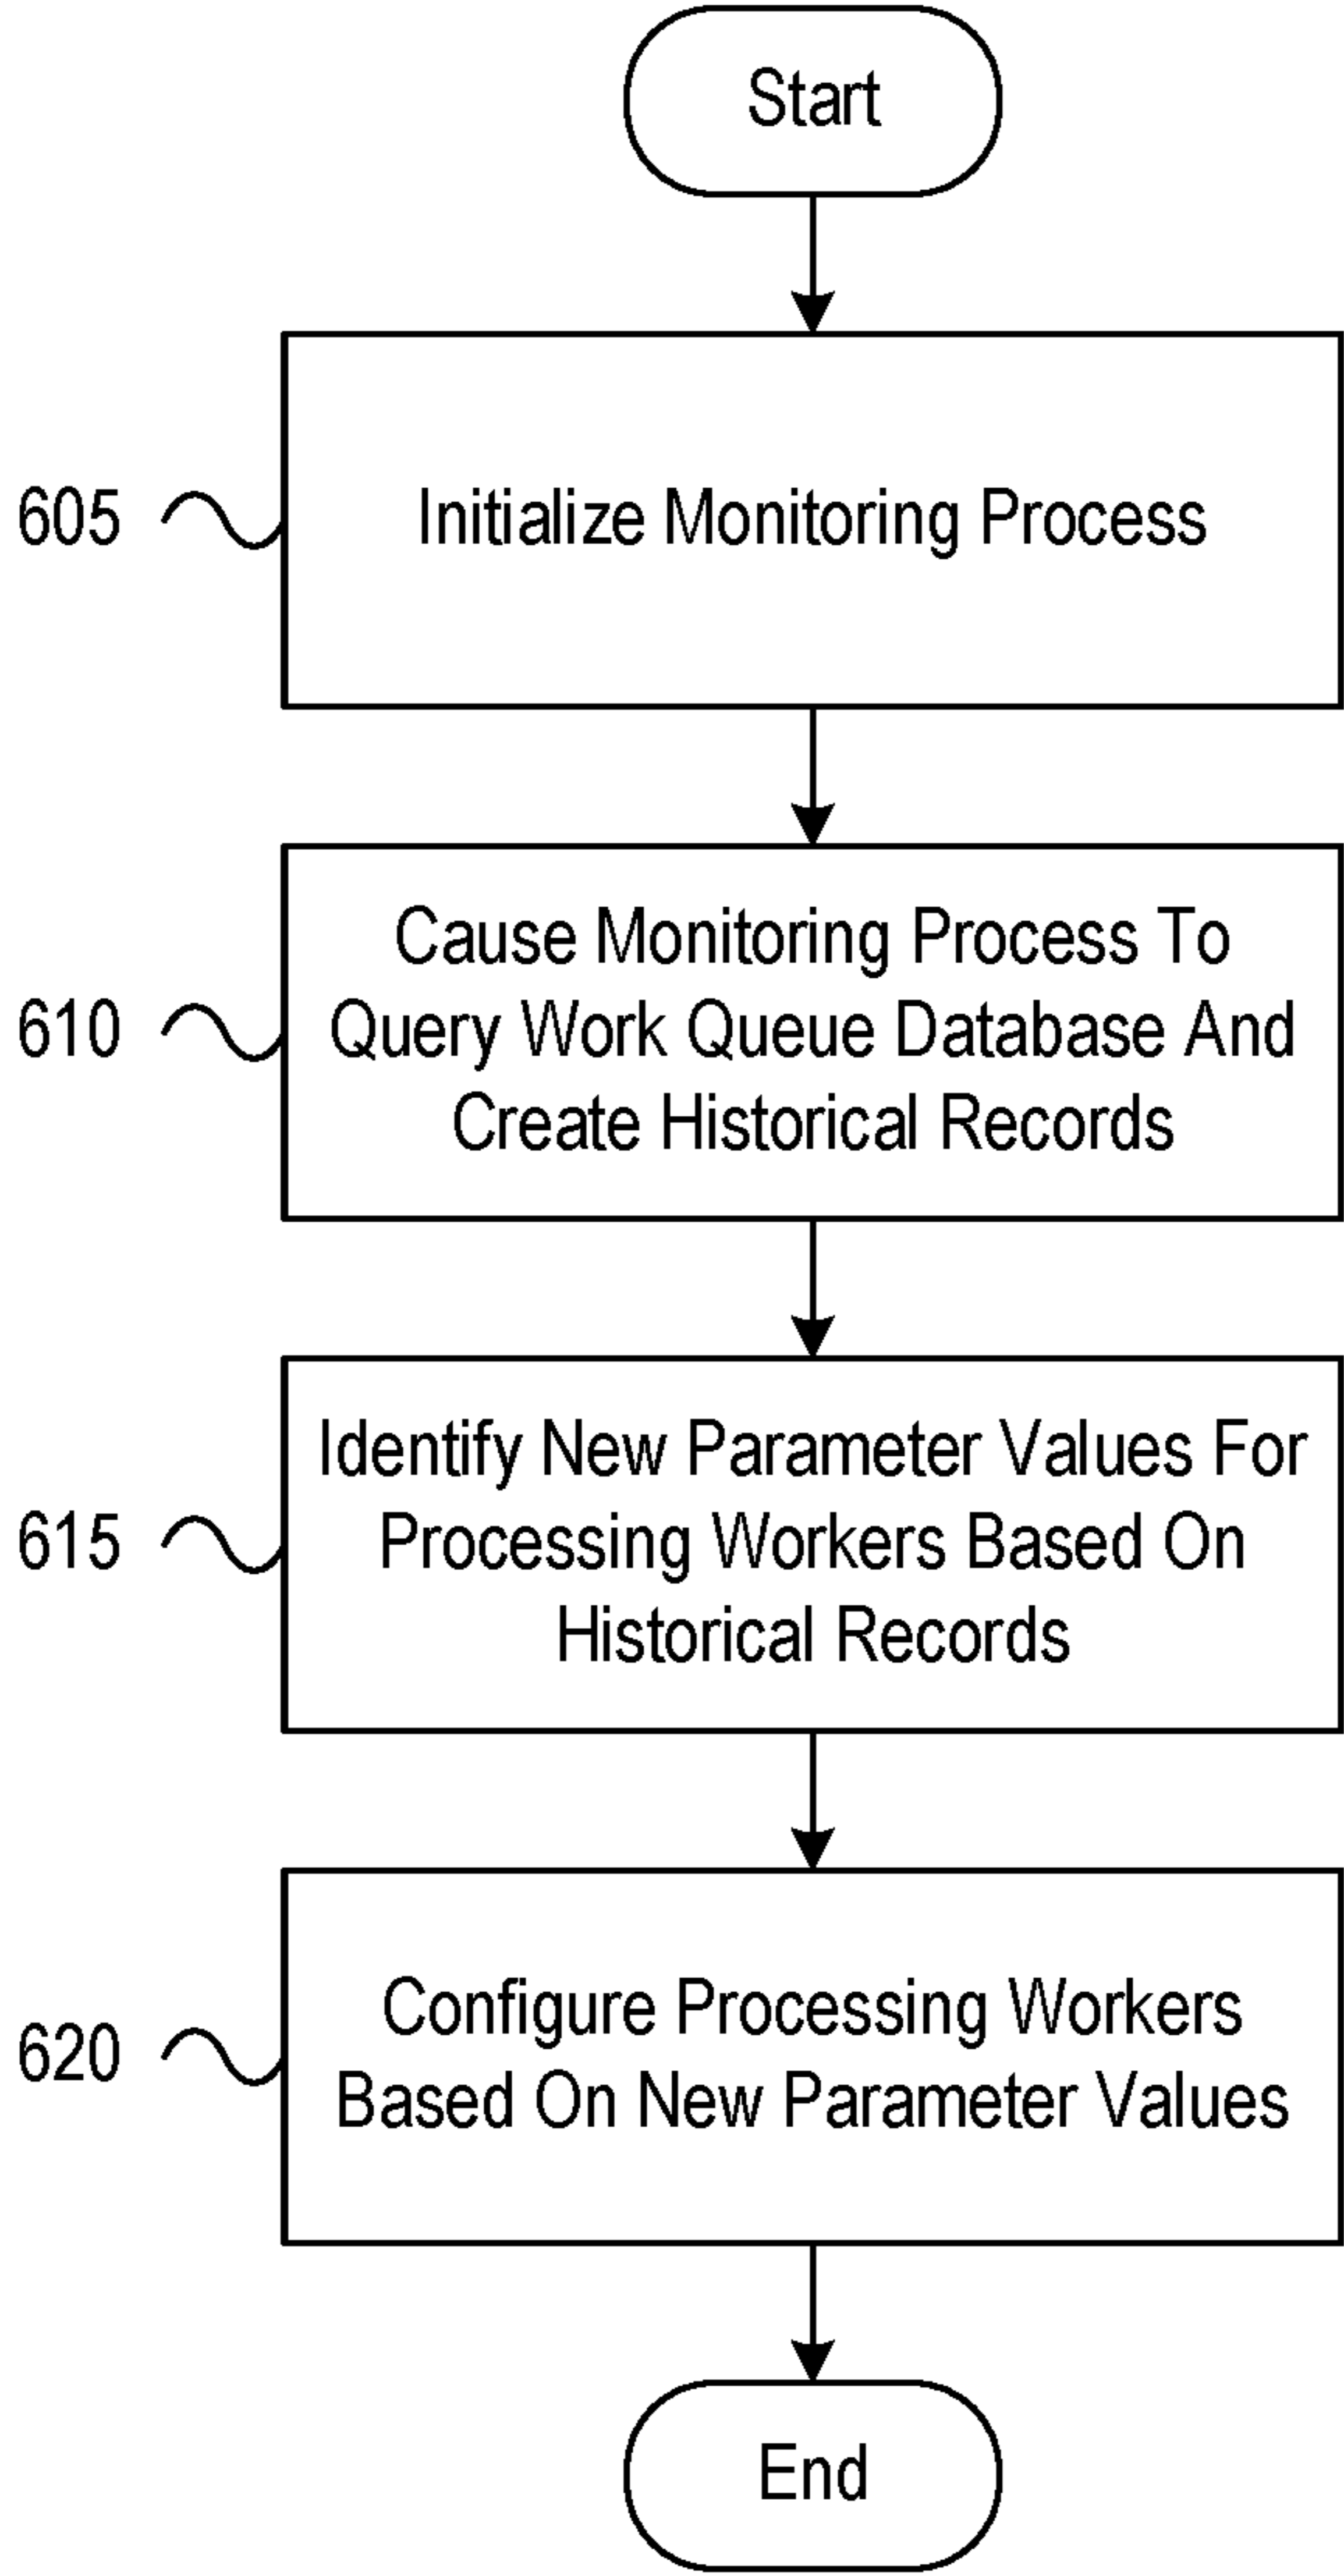 Start
605
Initialize Monitoring Process
Cause Monitoring Process To
610
Query Work Queue Database And
Create Historical Records
Identify New Parameter Values For
615
Processing Workers Based On
Historical Records
Configure Processing Workers
620
Based On New Parameter Values
End